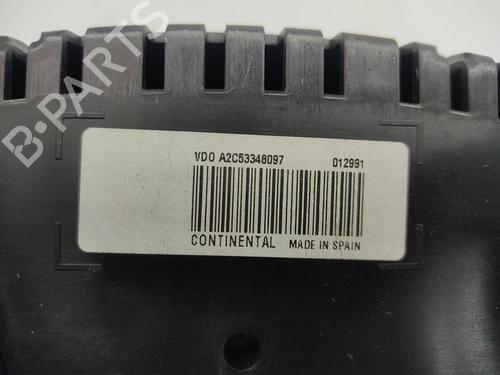 B-PARTS
VDO A2C53348097 012991
CONTINENTAL MADE IN SPAIN